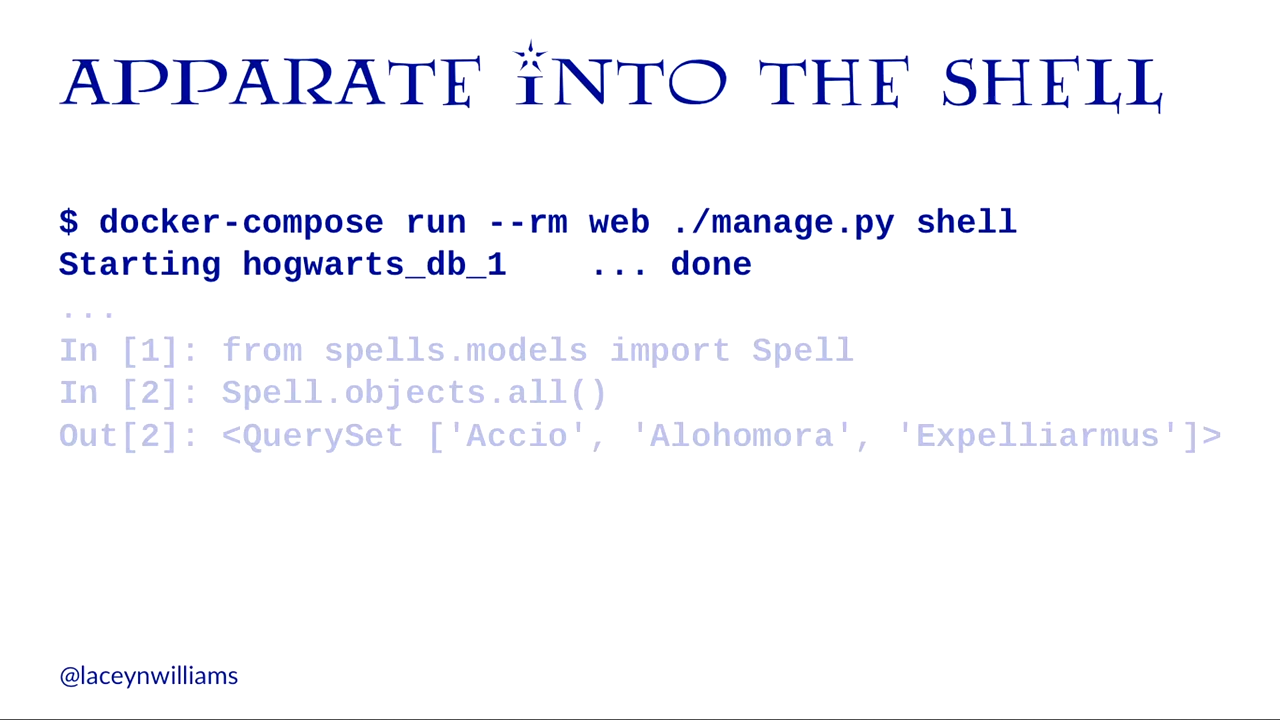 APPARATE iNTO THE SHELL
$ docker-compose run --rm web ./manage.py shell
Starting hogwarts_db_1    ... done
...
In [1]: from spells.models import Spell
In [2]: Spell.objects.all()
Out[2]: <QuerySet ['Accio', 'Alohomora', 'Expelliarmus']>
@laceynwilliams